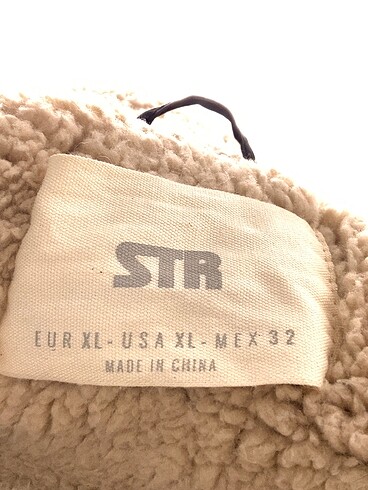 STR
EUR XL - USA XL - MEX 32
MADE IN CHINA